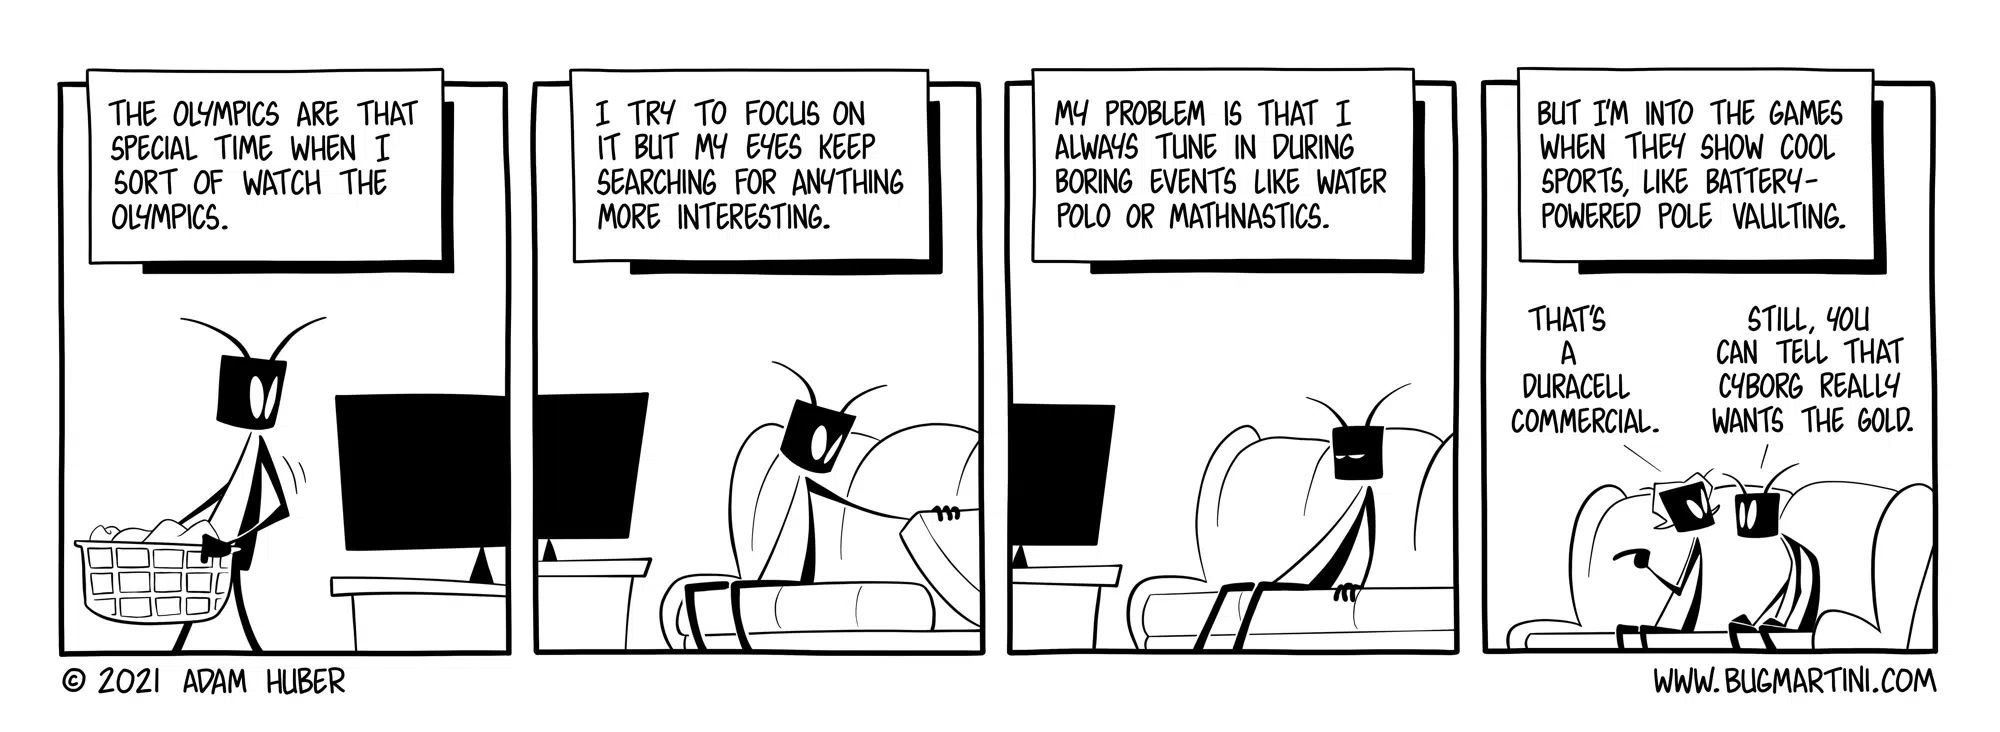 THE OLYMPICS ARE THAT
SPECIAL TIME WHEN I
SORT OF WATCH THE
OLYMPICS.
I TRY TO FOCUS ON
IT BUT MY EYES KEEP
SEARCHING FOR ANYTHING
MORE INTERESTING.
MY PROBLEM IS THAT I
ALWAYS TUNE IN DURING
BORING EVENTS LIKE WATER
POLO OR MATHNASTICS.
BUT I'M INTO THE GAMES
WHEN THEY SHOW COOL
SPORTS, LIKE BATTERY-
POWERED POLE VAULTING.
THAT'S
A
DURACELL
COMMERCIAL.
STILL, YOU
CAN TELL THAT
CYBORG REALLY
WANTS THE GOLD.
© 2021 ADAM HUBER
WWW.BUGMARTINI.COM